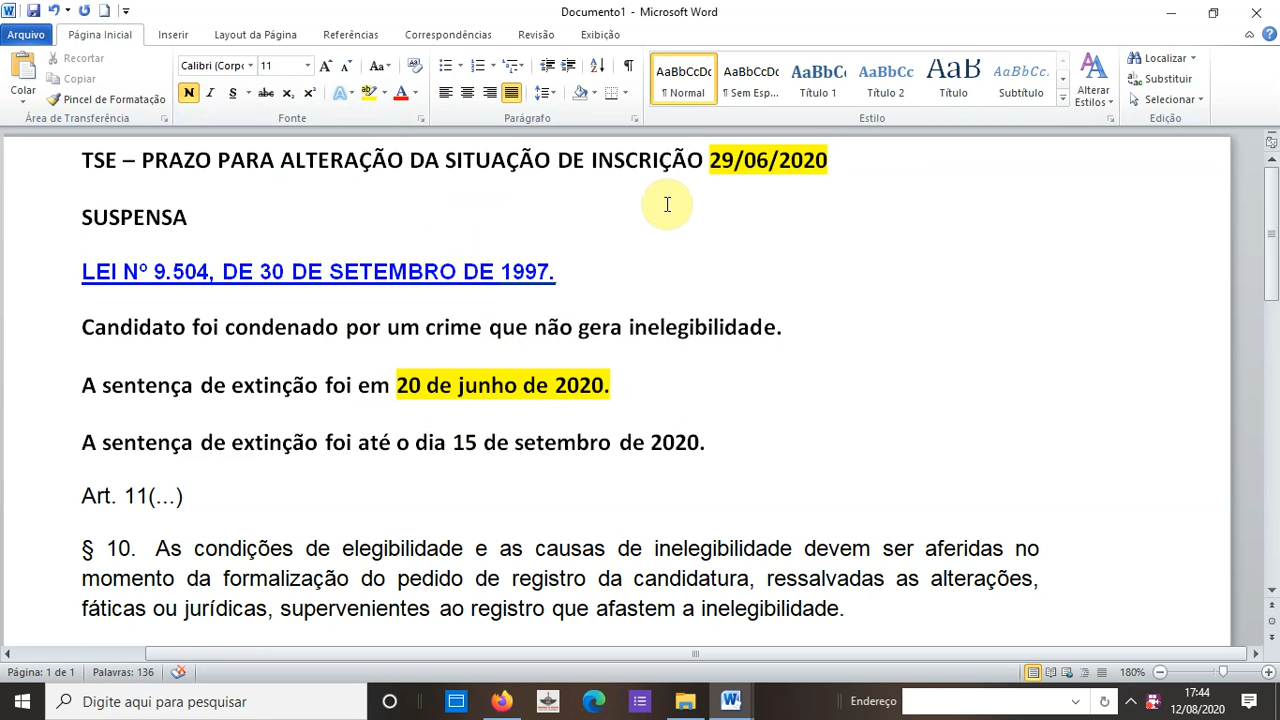 Documento1 - Microsoft Word
Arquivo Página Inicial Inserir Layout da Página Referências Correspondências Revisão Exibição
Colar
Recortar
Copiar
Pincel de Formatação
Área de Transferência
Calibri (Corpo 11
N I S abc
Fonte
Parágrafo
AaBbCcDc AaBbCcDc AaBbC AaBbCc AaB AaBbCc.
¶ Normal ¶ Sem Esp... Título 1 Título 2 Título Subtítulo
Alterar
Estilos
Estilo
Localizar
Substituir
Selecionar
Edição
TSE – PRAZO PARA ALTERAÇÃO DA SITUAÇÃO DE INSCRIÇÃO 29/06/2020
SUSPENSA
LEI Nº 9.504, DE 30 DE SETEMBRO DE 1997.
Candidato foi condenado por um crime que não gera inelegibilidade.
A sentença de extinção foi em 20 de junho de 2020.
A sentença de extinção foi até o dia 15 de setembro de 2020.
Art. 11(...)
§ 10. As condições de elegibilidade e as causas de inelegibilidade devem ser aferidas no
momento da formalização do pedido de registro da candidatura, ressalvadas as alterações,
fáticas ou jurídicas, supervenientes ao registro que afastem a inelegibilidade.
Página: 1 de 1 Palavras: 136 180%
Digite aqui para pesquisar Endereço 17:44
12/08/2020